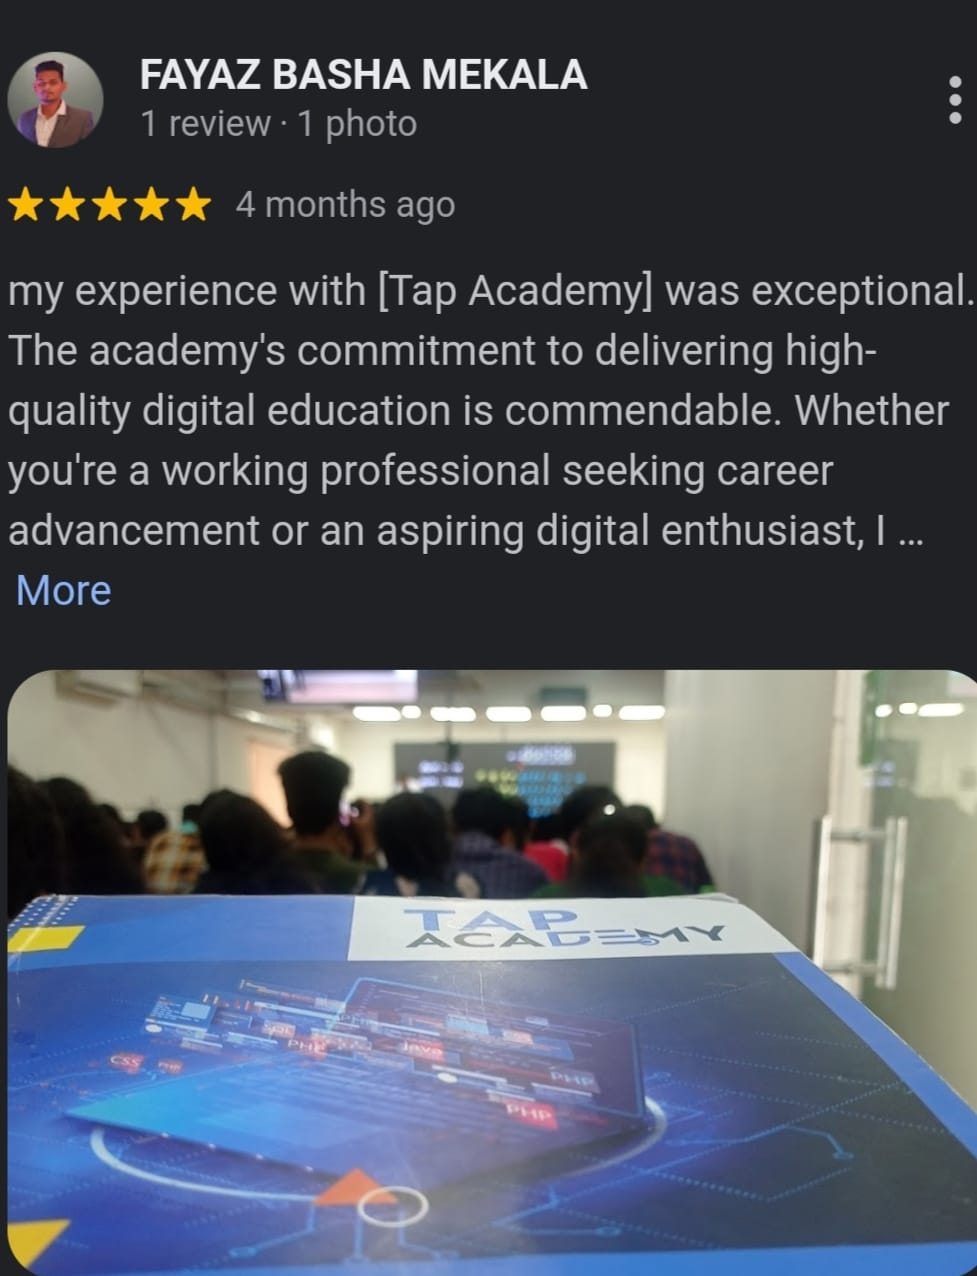 FAYAZ BASHA MEKALA
1 review · 1 photo
4 months ago
my experience with [Tap Academy] was exceptional.
The academy's commitment to delivering high-
quality digital education is commendable. Whether
you're a working professional seeking career
advancement or an aspiring digital enthusiast, I ...
More
TAP
ACADEMY
SQL
PHP
Java
CSS
PHP
PHP